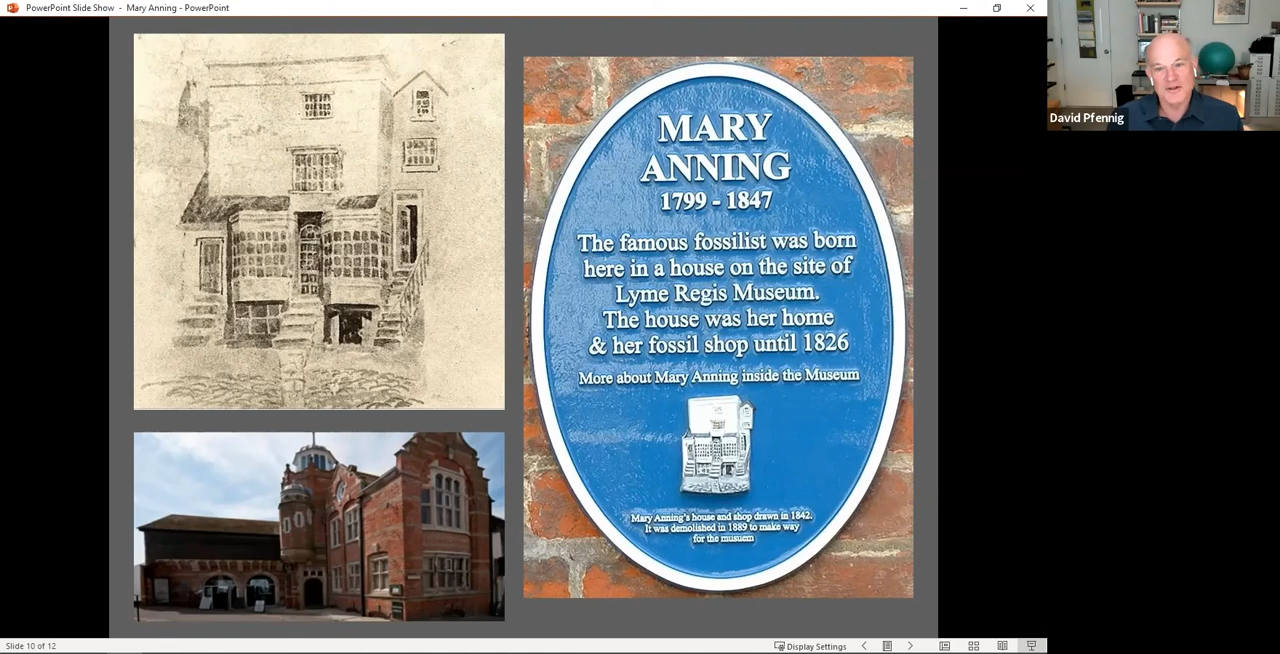 PowerPoint Slide Show - Mary Anning - PowerPoint
David Pfennig
MARY
ANNING
1799 - 1847
The famous fossilist was born
here in a house on the site of
Lyme Regis Museum.
The house was her home
& her fossil shop until 1826
More about Mary Anning inside the Museum
Mary Anning's house and shop drawn in 1842.
It was demolished in 1889 to make way
for the musuem
Slide 10 of 12
Display Settings